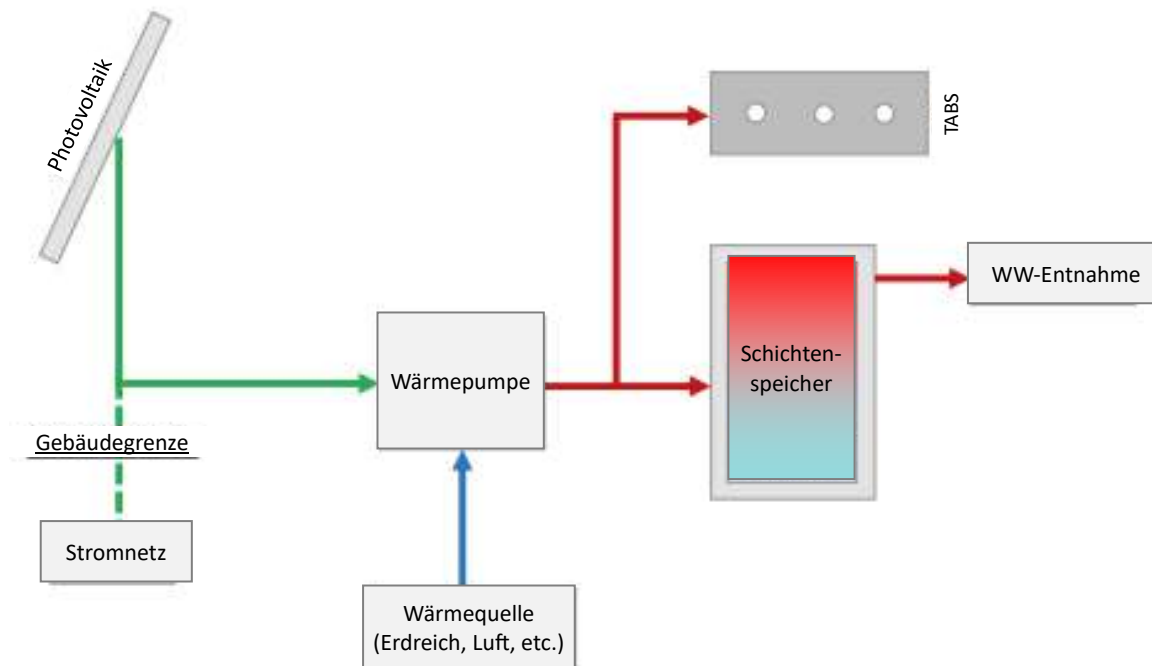 Photovoltaik
TABS
WW-Entnahme
Schichten-
speicher
Wärmepumpe
Gebäudegrenze
Stromnetz
Wärmequelle
(Erdreich, Luft, etc.)